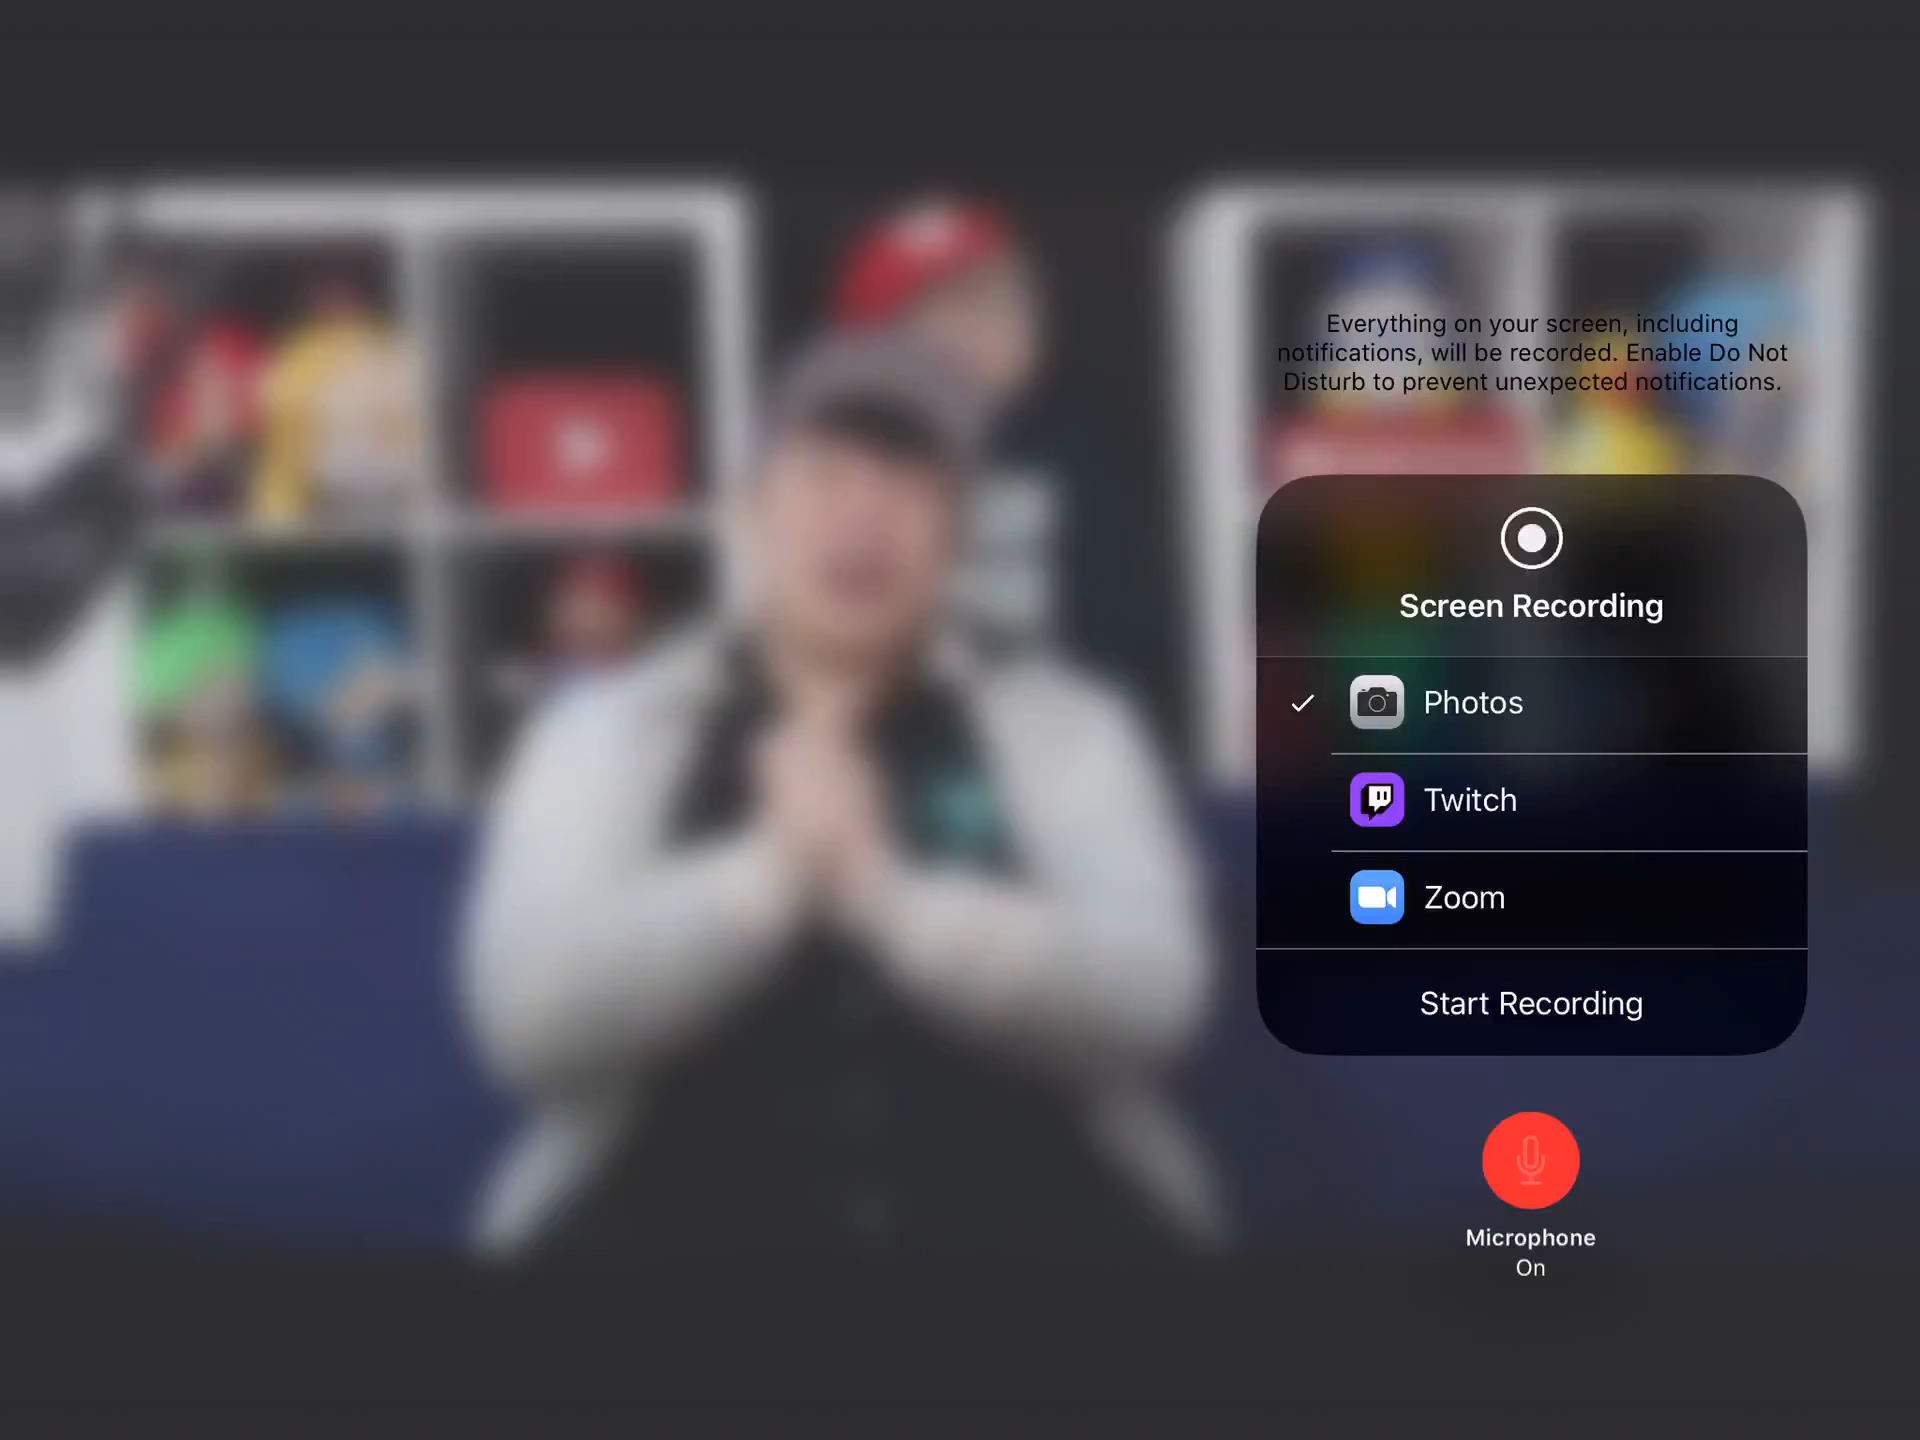 Everything on your screen, including
notifications, will be recorded. Enable Do Not
Disturb to prevent unexpected notifications.
Screen Recording
Photos
Twitch
Zoom
Start Recording
Microphone
On